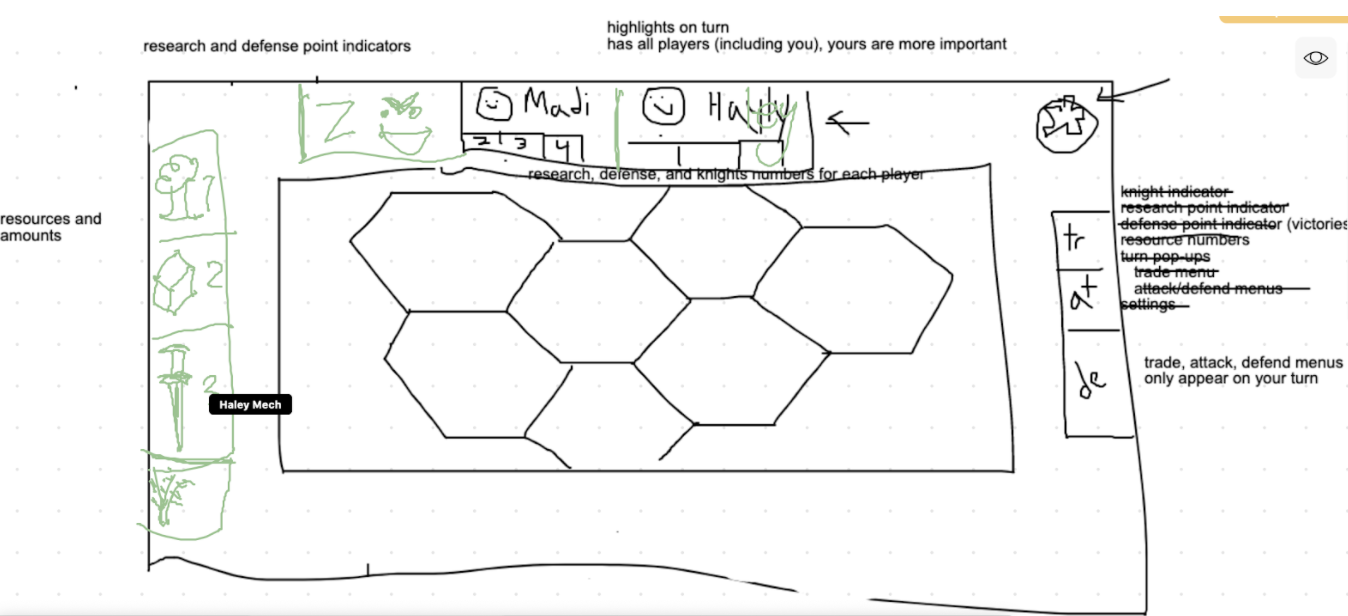 highlights on turn
has all players (including you), yours are more important
research and defense point indicators
Z
Madi
Haley
2 3 4
1
research, defense, and knights numbers for each player
knight indicator
research point indicator
defense point indicator (victories
resource numbers
turn pop-ups
trade menu
attack/defend menus
settings
resources and
amounts
7
2
2
Haley Mech
tr
at
de
trade, attack, defend menus
only appear on your turn